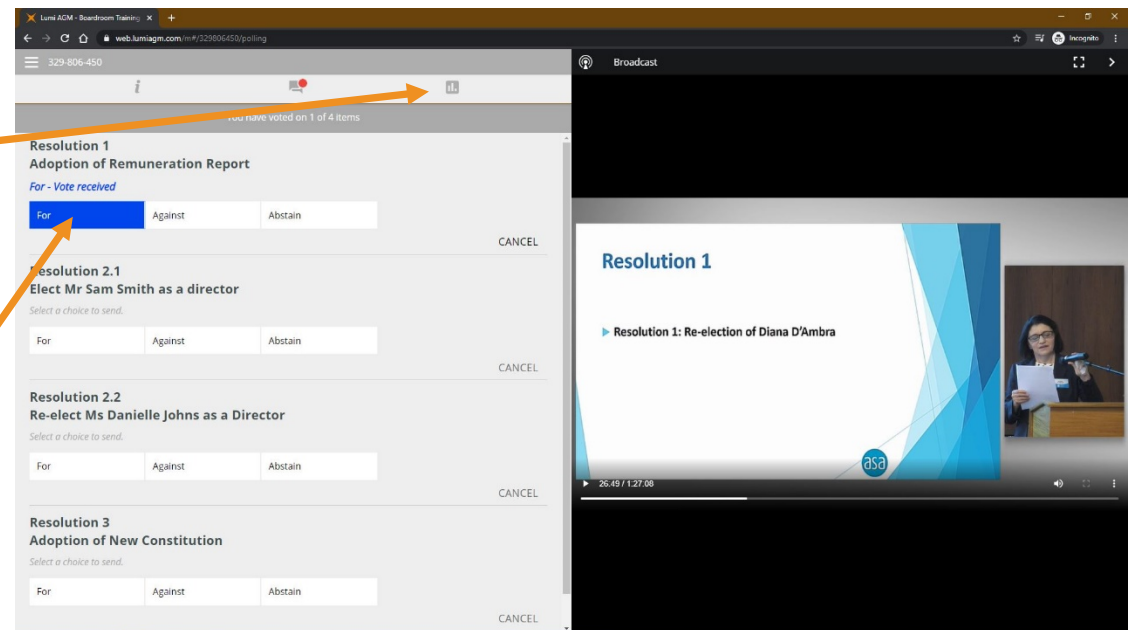 Lumi AGM - Boardroom Training
web.lumiagm.com/m#/329806450/polling
Incognito
329-806-450
Broadcast
You have voted on 1 of 4 items
Resolution 1
Adoption of Remuneration Report
For - Vote received
For Against Abstain
CANCEL
Resolution 2.1
Elect Mr Sam Smith as a director
Select a choice to send.
For Against Abstain
CANCEL
Resolution 2.2
Re-elect Ms Danielle Johns as a Director
Select a choice to send.
For Against Abstain
CANCEL
Resolution 3
Adoption of New Constitution
Select a choice to send.
For Against Abstain
CANCEL
Resolution 1
Resolution 1: Re-election of Diana D'Ambra
asa
26.49 / 1.27.08